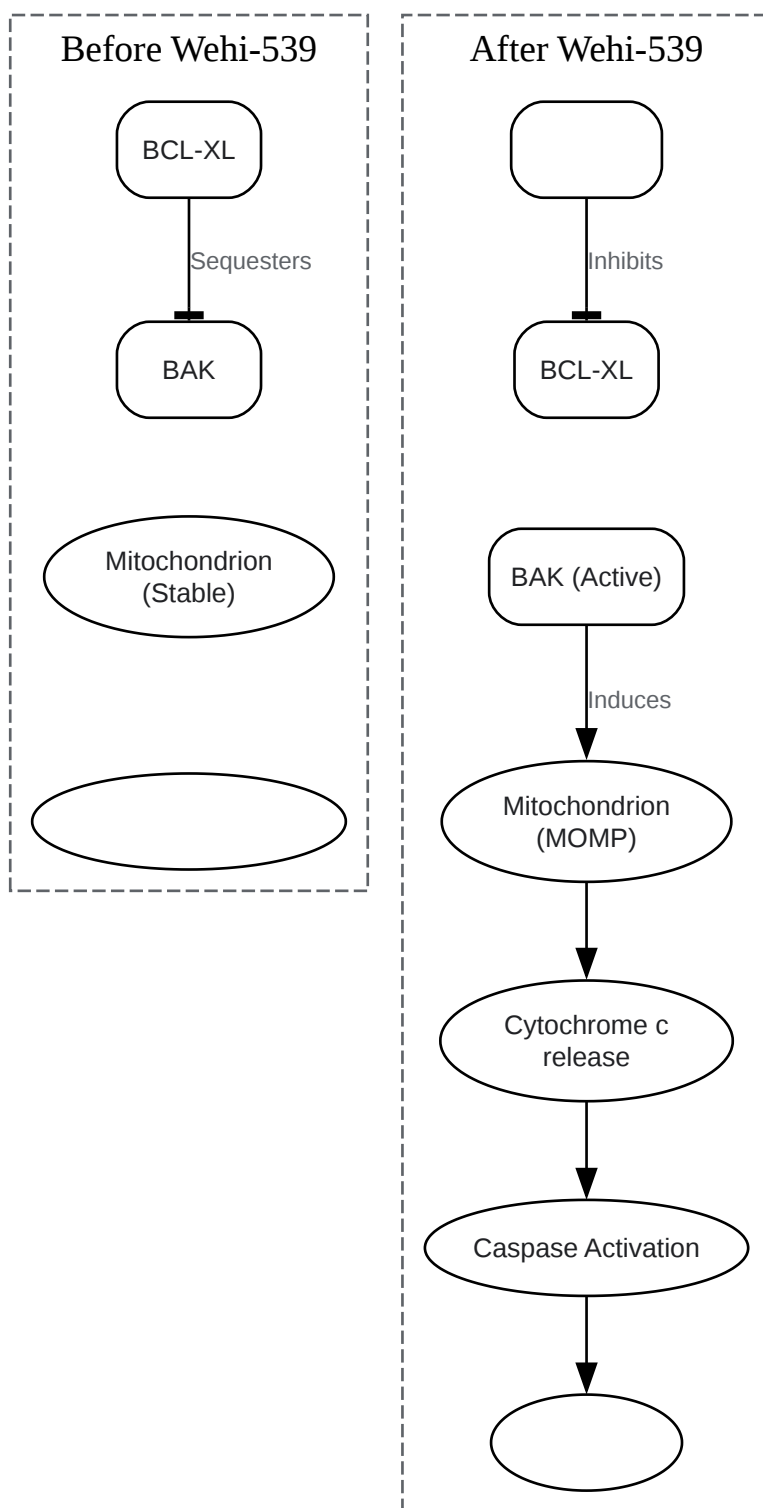 Before Wehi-539
BCL-XL
Sequesters
BAK
Mitochondrion
(Stable)
After Wehi-539
Inhibits
BCL-XL
BAK (Active)
Induces
Mitochondrion
(MOMP)
Cytochrome c
release
Caspase Activation